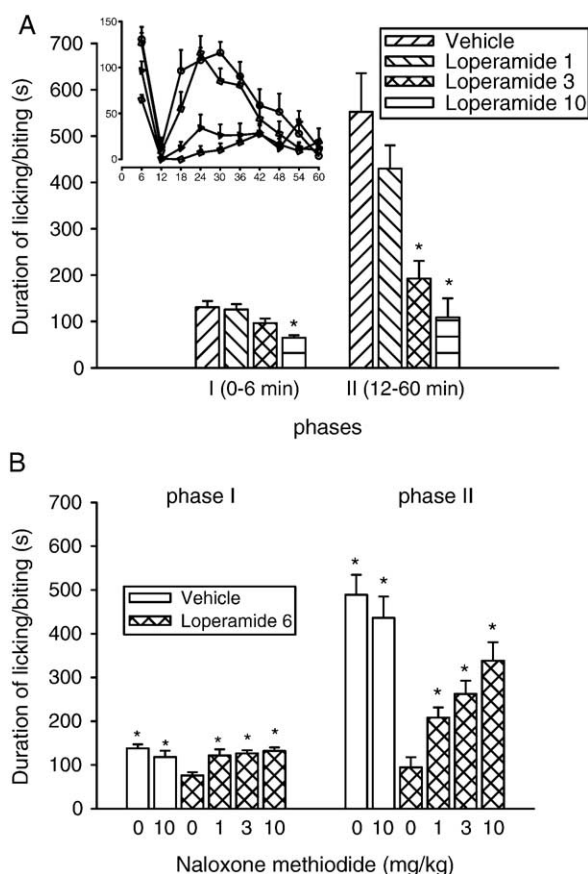 A
Duration of licking/biting (s)
700
600
500
400
300
200
100
0
150
100
50
0
0 6 12 18 24 30 36 42 48 54 60
Vehicle
Loperamide 1
Loperamide 3
Loperamide 10
*
*
*
I (0-6 min) II (12-60 min)
phases
B
Duration of licking/biting (s)
700
600
500
400
300
200
100
0
phase I phase II
Vehicle
Loperamide 6
* * * * *
* * * * *
0 10 0 1 3 10 0 10 0 1 3 10
Naloxone methiodide (mg/kg)